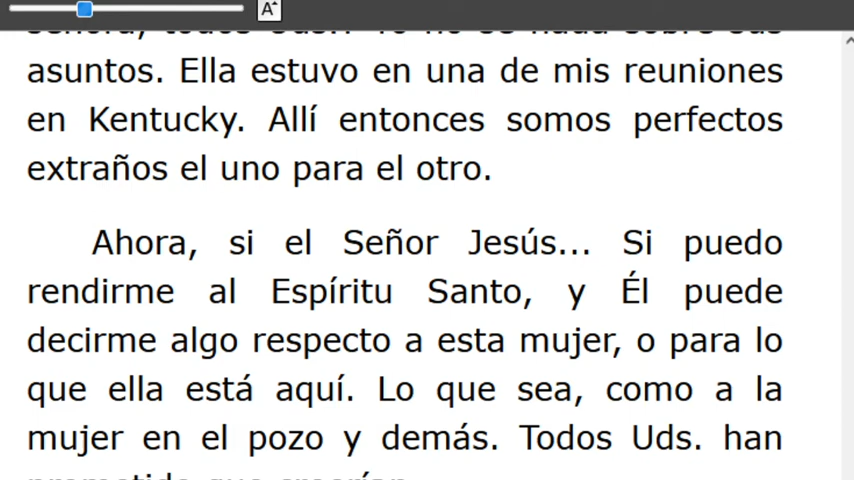 asuntos. Ella estuvo en una de mis reuniones
en Kentucky. Allí entonces somos perfectos
extraños el uno para el otro.
Ahora, si el Señor Jesús... Si puedo
rendirme al Espíritu Santo, y Él puede
decirme algo respecto a esta mujer, o para lo
que ella está aquí. Lo que sea, como a la
mujer en el pozo y demás. Todos Uds. han